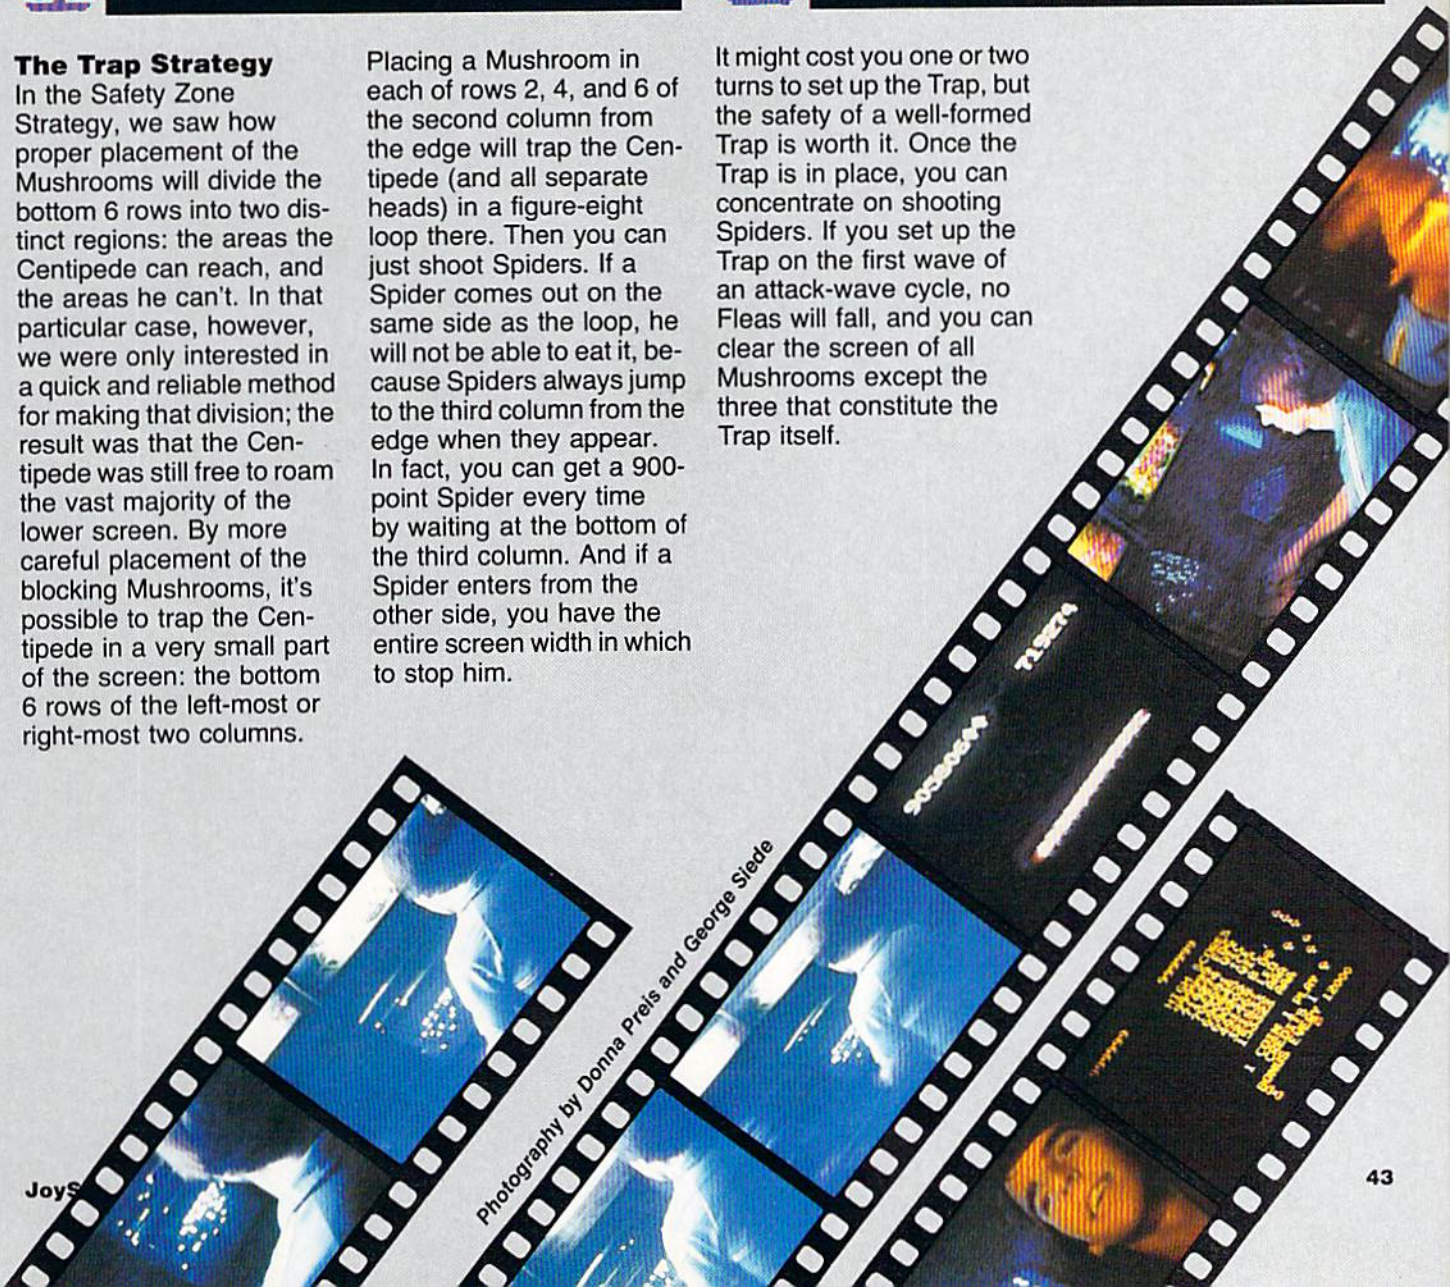 The Trap Strategy
In the Safety Zone
Strategy, we saw how
proper placement of the
Mushrooms will divide the
bottom 6 rows into two dis-
tinct regions: the areas the
Centipede can reach, and
the areas he can't. In that
particular case, however,
we were only interested in
a quick and reliable method
for making that division; the
result was that the Cen-
tipede was still free to roam
the vast majority of the
lower screen. By more
careful placement of the
blocking Mushrooms, it's
possible to trap the Cen-
tipede in a very small part
of the screen: the bottom
6 rows of the left-most or
right-most two columns.
Placing a Mushroom in
each of rows 2, 4, and 6 of
the second column from
the edge will trap the Cen-
tipede (and all separate
heads) in a figure-eight
loop there. Then you can
just shoot Spiders. If a
Spider comes out on the
same side as the loop, he
will not be able to eat it, be-
cause Spiders always jump
to the third column from the
edge when they appear.
In fact, you can get a 900-
point Spider every time
by waiting at the bottom of
the third column. And if a
Spider enters from the
other side, you have the
entire screen width in which
to stop him.
It might cost you one or two
turns to set up the Trap, but
the safety of a well-formed
Trap is worth it. Once the
Trap is in place, you can
concentrate on shooting
Spiders. If you set up the
Trap on the first wave of
an attack-wave cycle, no
Fleas will fall, and you can
clear the screen of all
Mushrooms except the
three that constitute the
Trap itself.
Photography by Donna Preis and George Siede
JoyS
43